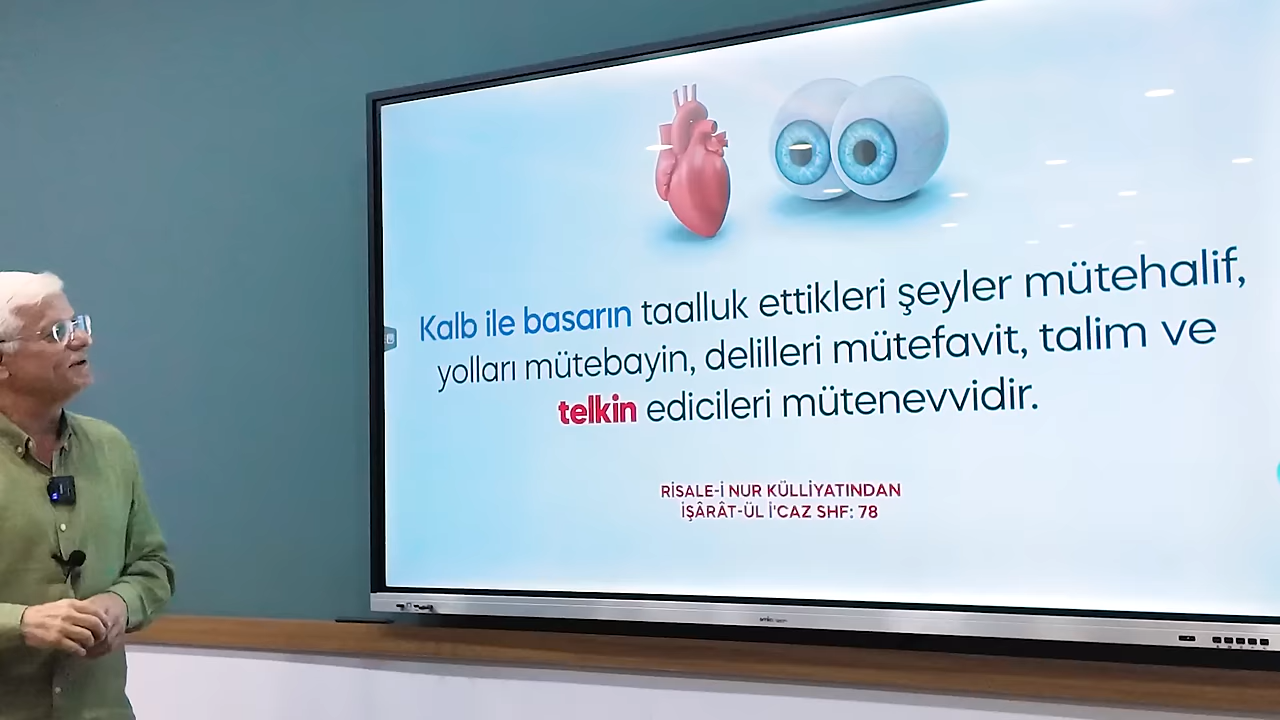 Kalb ile basarın taalluk ettikleri şeyler mütehalif,
yolları mütebayin, delilleri mütefavit, talim ve
telkin edicileri mütenevvidir.
RİSALE-İ NUR KÜLLİYATINDAN
İŞÂRÂT-ÜL İ'CAZ SHF: 78